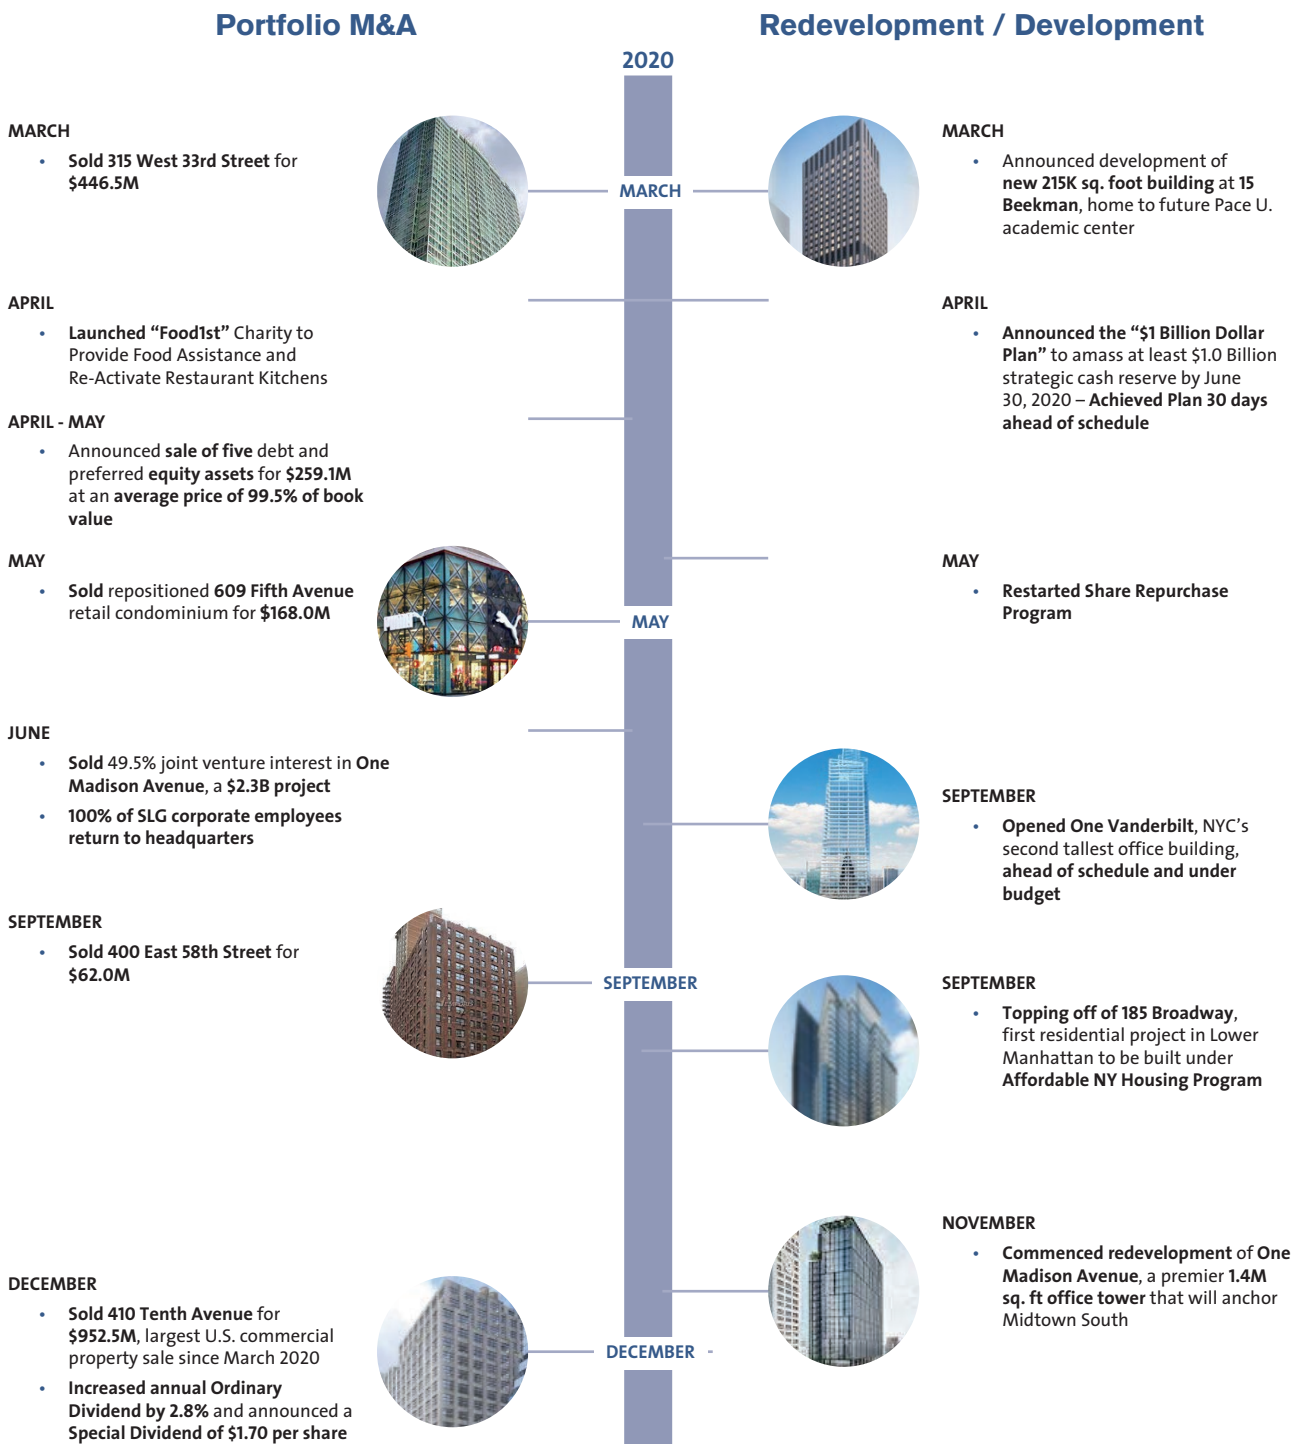 Portfolio M&A
Redevelopment / Development
2020
MARCH
• Sold 315 West 33rd Street for
$446.5M
MARCH
MARCH
• Announced development of
new 215K sq. foot building at 15
Beekman, home to future Pace U.
academic center
APRIL
• Launched “Food1st” Charity to
Provide Food Assistance and
Re-Activate Restaurant Kitchens
APRIL
• Announced the “$1 Billion Dollar
Plan” to amass at least $1.0 Billion
strategic cash reserve by June
30, 2020 – Achieved Plan 30 days
ahead of schedule
APRIL - MAY
• Announced sale of five debt and
preferred equity assets for $259.1M
at an average price of 99.5% of book
value
MAY
• Sold repositioned 609 Fifth Avenue
retail condominium for $168.0M
MAY
MAY
• Restarted Share Repurchase
Program
JUNE
• Sold 49.5% joint venture interest in One
Madison Avenue, a $2.3B project
• 100% of SLG corporate employees
return to headquarters
SEPTEMBER
• Opened One Vanderbilt, NYC’s
second tallest office building,
ahead of schedule and under
budget
SEPTEMBER
• Sold 400 East 58th Street for
$62.0M
SEPTEMBER
SEPTEMBER
• Topping off of 185 Broadway,
first residential project in Lower
Manhattan to be built under
Affordable NY Housing Program
NOVEMBER
• Commenced redevelopment of One
Madison Avenue, a premier 1.4M
sq. ft office tower that will anchor
Midtown South
DECEMBER
• Sold 410 Tenth Avenue for
$952.5M, largest U.S. commercial
property sale since March 2020
• Increased annual Ordinary
Dividend by 2.8% and announced a
Special Dividend of $1.70 per share
DECEMBER -